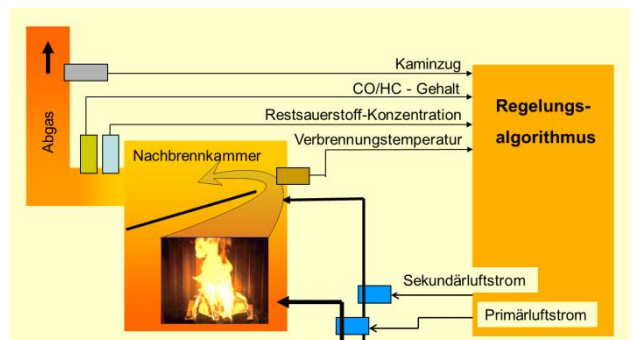 Kaminzug
CO/HC - Gehalt
Restsauerstoff-Konzentration
Verbrennungstemperatur
Regelungs-
algorithmus
Abgas
Nachbrennkammer
Sekundärluftstrom
Primärluftstrom